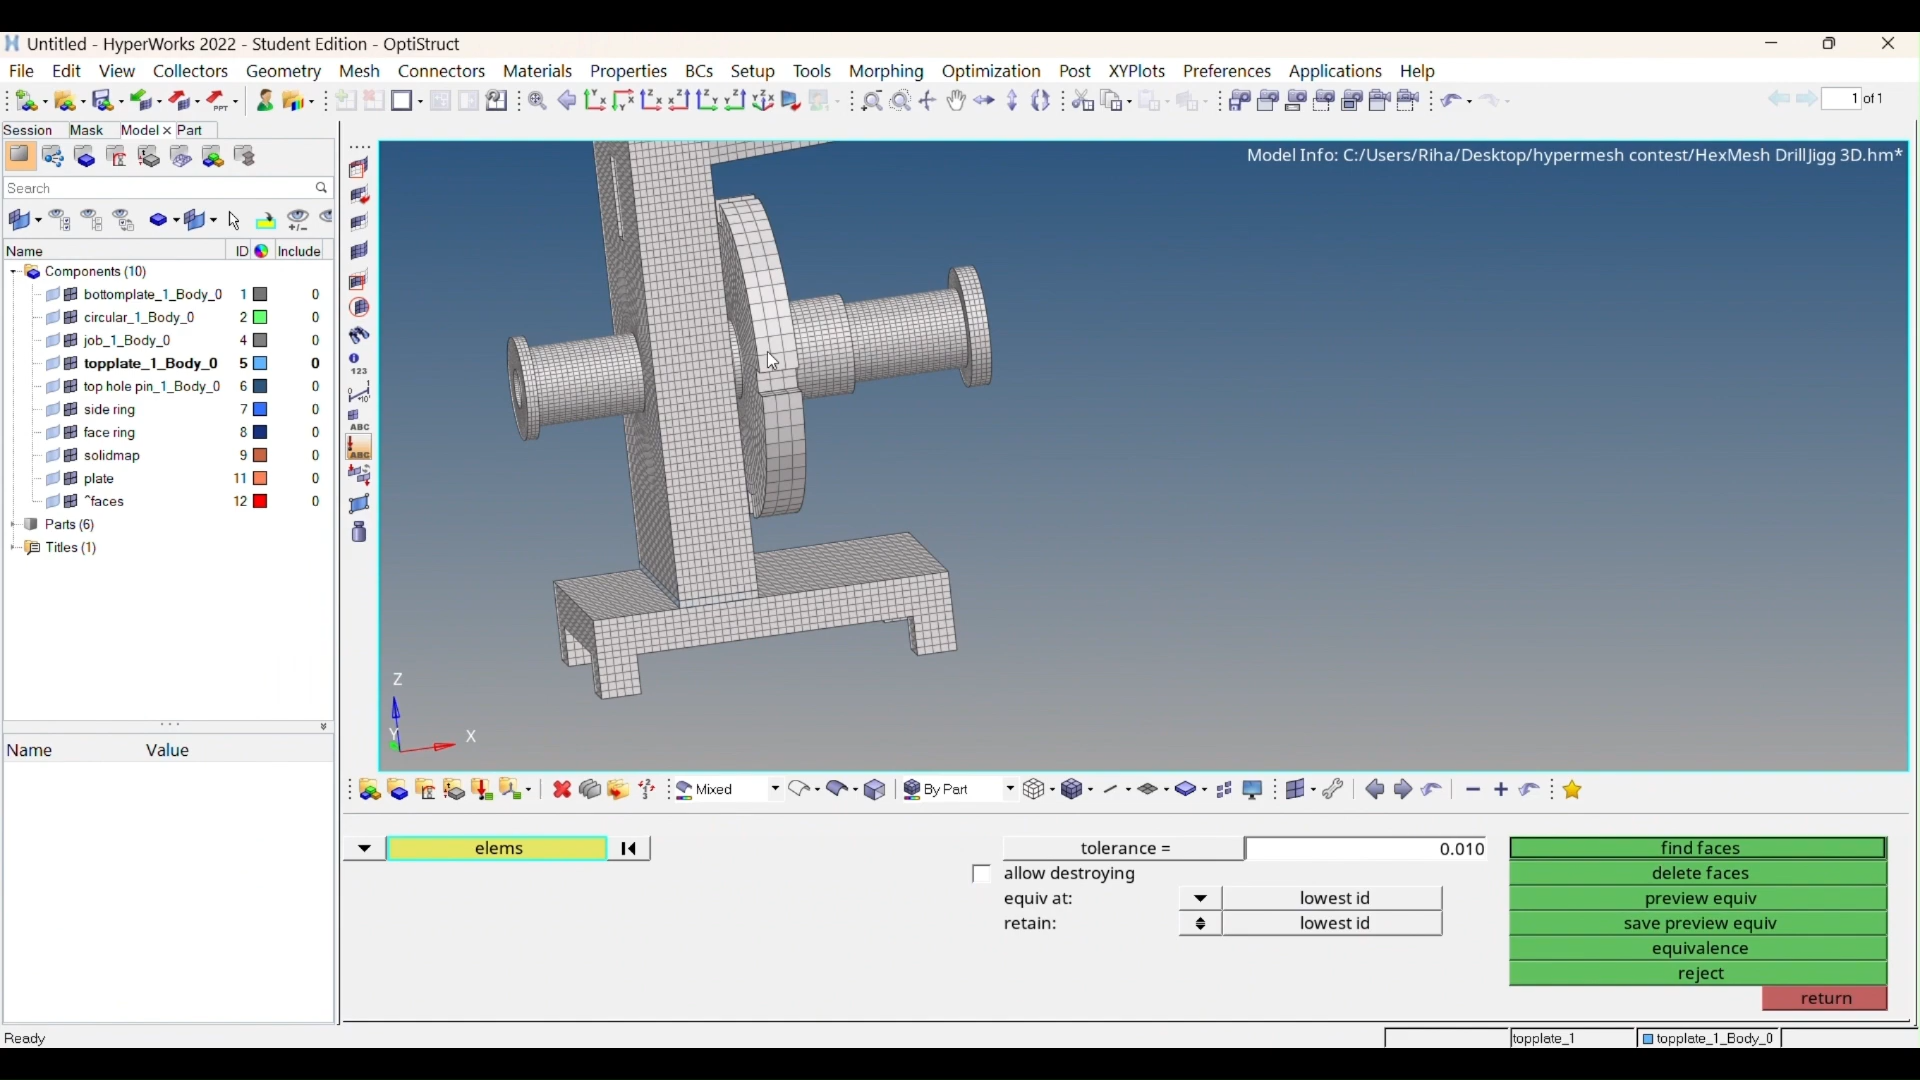 Untitled - HyperWorks 2022 - Student Edition - OptiStruct
File Edit View Collectors Geometry Mesh Connectors Materials Properties BCs Setup Tools Morphing Optimization Post XYPlots Preferences Applications Help
1 of 1
Session Mask Model x Part
Model Info: C:/Users/Riha/Desktop/hypermesh contest/HexMesh DrillJigg 3D.hm*
Search
Name ID Include
Components (10)
bottomplate_1_Body_0 1 0
circular_1_Body_0 2 0
job_1_Body_0 4 0
topplate_1_Body_0 5 0
top hole pin_1_Body_0 6 0
side ring 7 0
face ring 8 0
solidmap 9 0
plate 11 0
^faces 12 0
Parts (6)
Titles (1)
123
ABC
ABC
Z
Y
X
Name Value
Mixed By Part
elems tolerance = 0.010 find faces
allow destroying delete faces
equiv at: lowest id preview equiv
retain: lowest id save preview equiv
equivalence
reject
return
Ready topplate_1 topplate_1_Body_0